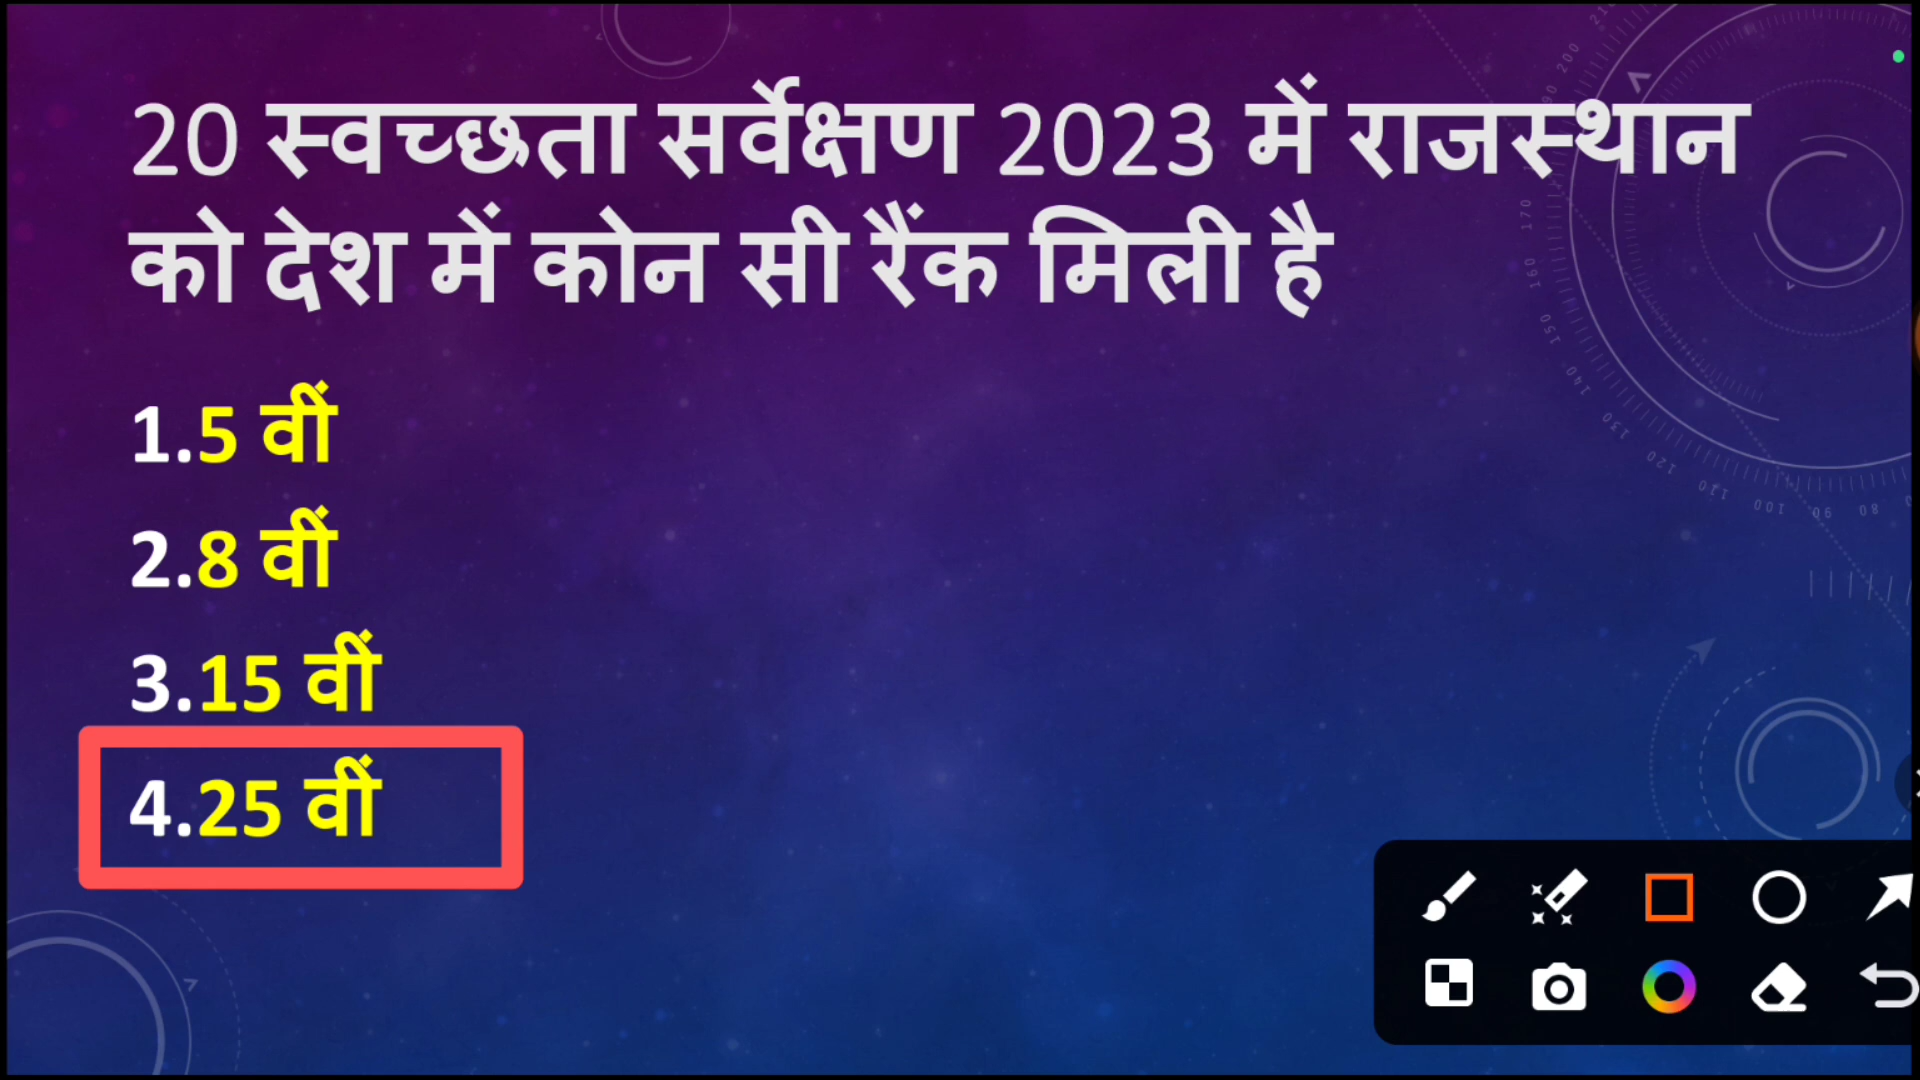 20 स्वच्छता सर्वेक्षण 2023 में राजस्थान
को देश में कोन सी रैंक मिली है
1.5 वीं
2.8 वीं
3.15 वीं
4.25 वीं